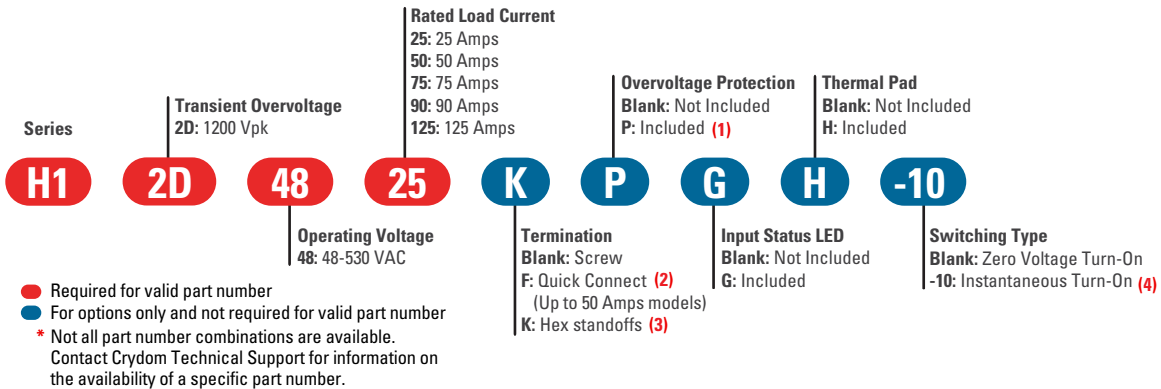 Rated Load Current
25: 25 Amps
50: 50 Amps
75: 75 Amps
90: 90 Amps
125: 125 Amps
Transient Overvoltage
2D: 1200 Vpk
Overvoltage Protection
Blank: Not Included
P: Included (1)
Thermal Pad
Blank: Not Included
H: Included
Series
H1 2D 48 25 K P G H -10
Operating Voltage
48: 48-530 VAC
Termination
Blank: Screw
F: Quick Connect (2)
(Up to 50 Amps models)
K: Hex standoffs (3)
Input Status LED
Blank: Not Included
G: Included
Switching Type
Blank: Zero Voltage Turn-On
-10: Instantaneous Turn-On (4)
Required for valid part number
For options only and not required for valid part number
* Not all part number combinations are available.
Contact Crydom Technical Support for information on
the availability of a specific part number.